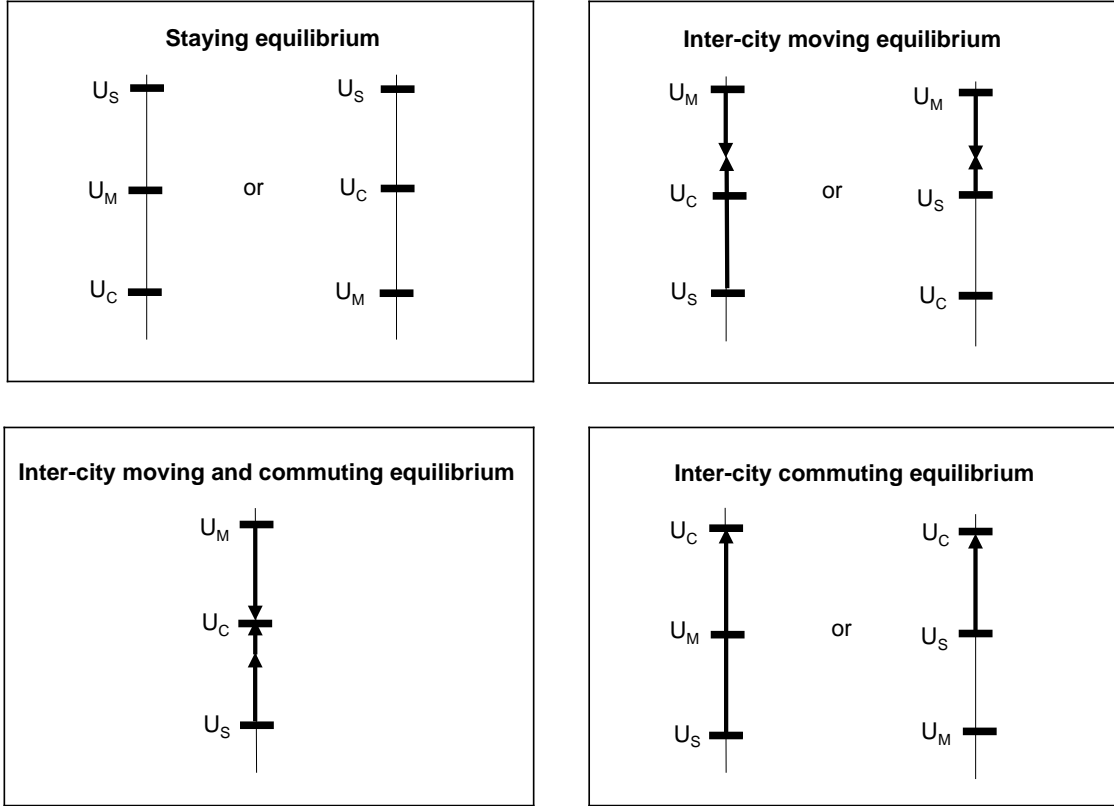 Staying equilibrium
U_S
U_M
U_C
or
U_S
U_C
U_M
Inter-city moving equilibrium
U_M
U_C
U_S
or
U_M
U_S
U_C
Inter-city moving and commuting equilibrium
U_M
U_C
U_S
Inter-city commuting equilibrium
U_C
U_M
U_S
or
U_C
U_S
U_M